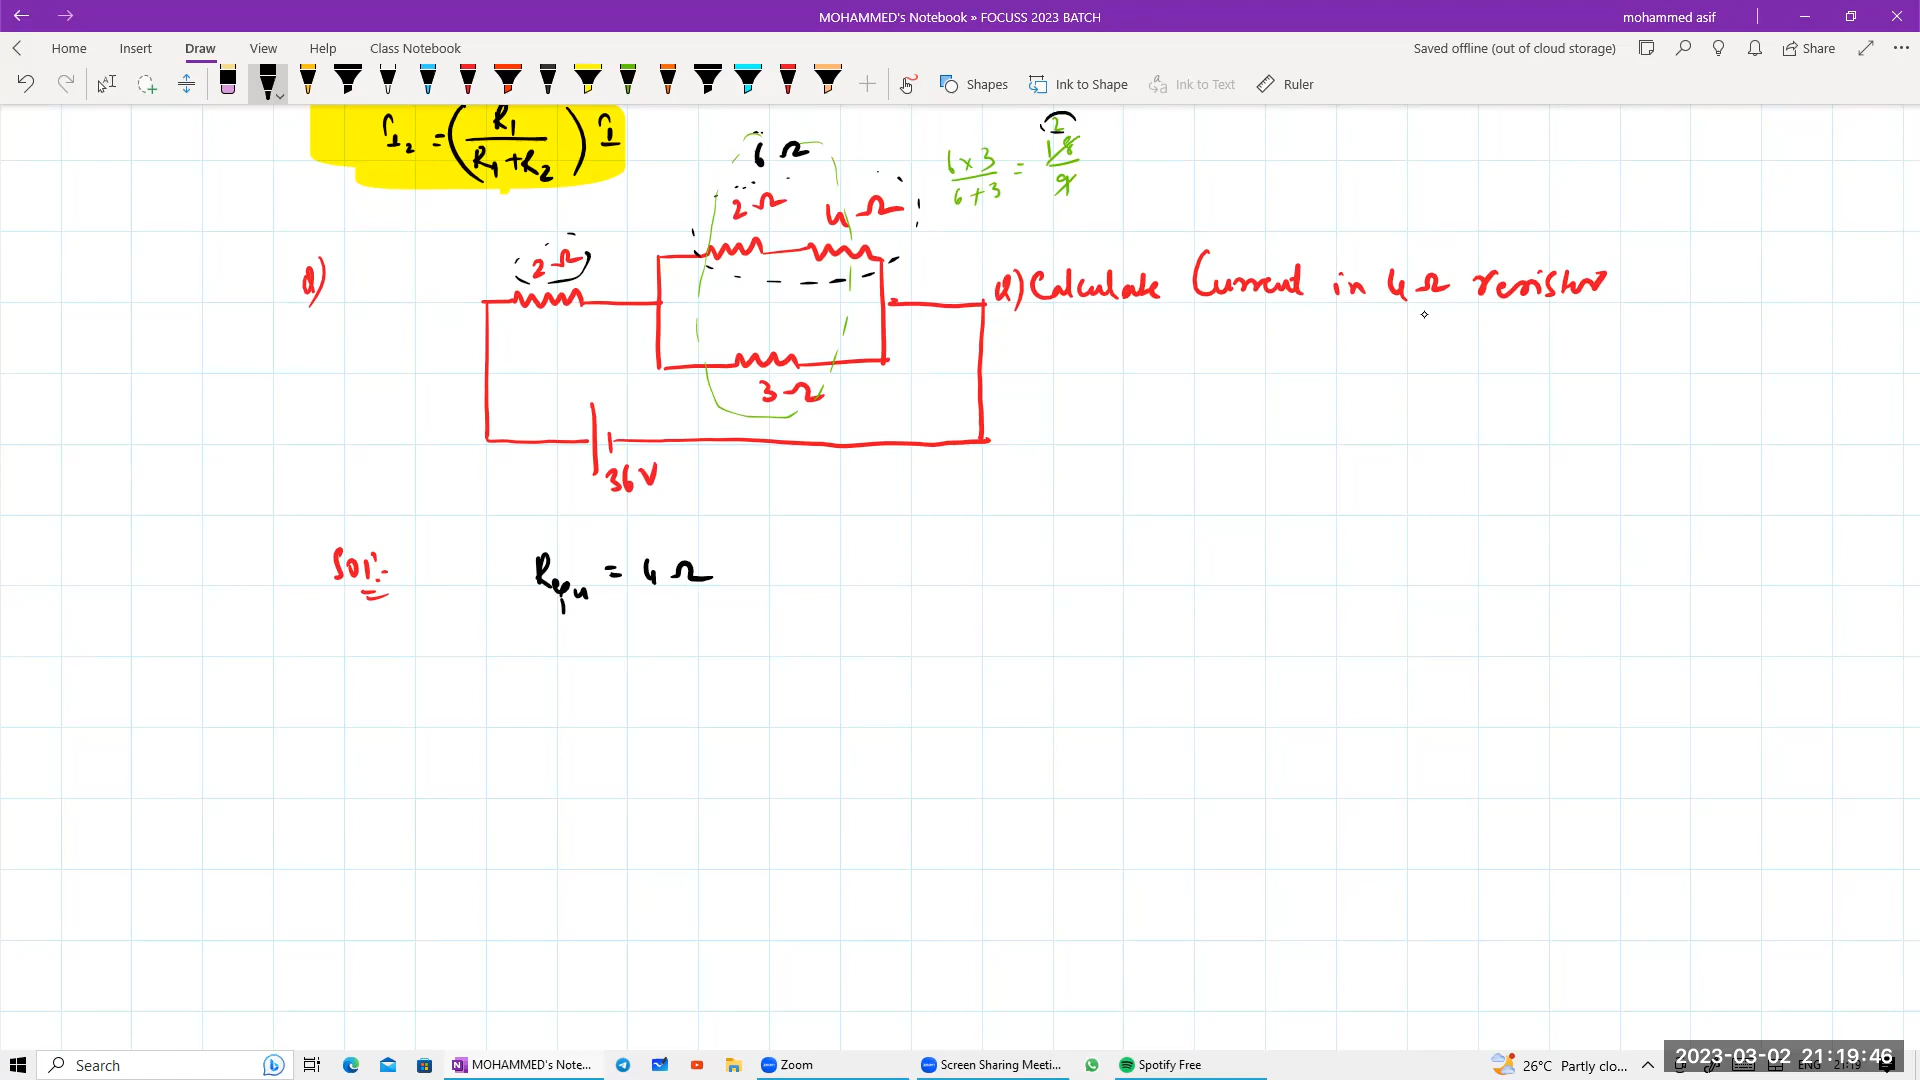 MOHAMMED's Notebook » FOCUSS 2023 BATCH
mohammed asif
Home Insert Draw View Help Class Notebook
Saved offline (out of cloud storage)
Share
Shapes
Ink to Shape
Ink to Text
Ruler
I₂ = (R₁/(R₁+R₂)) I
6 Ω
2 Ω 4 Ω
(6×3)/(6+3) = 18/9
2
2 Ω
d)
3 Ω
36 V
d) Calculate Current in 4 Ω resistor
Sol:-
Requ = 4 Ω
Search
MOHAMMED's Note...
Zoom
Screen Sharing Meeti...
Spotify Free
26°C Partly clo...
ENG
2023-03-02 21:19:46